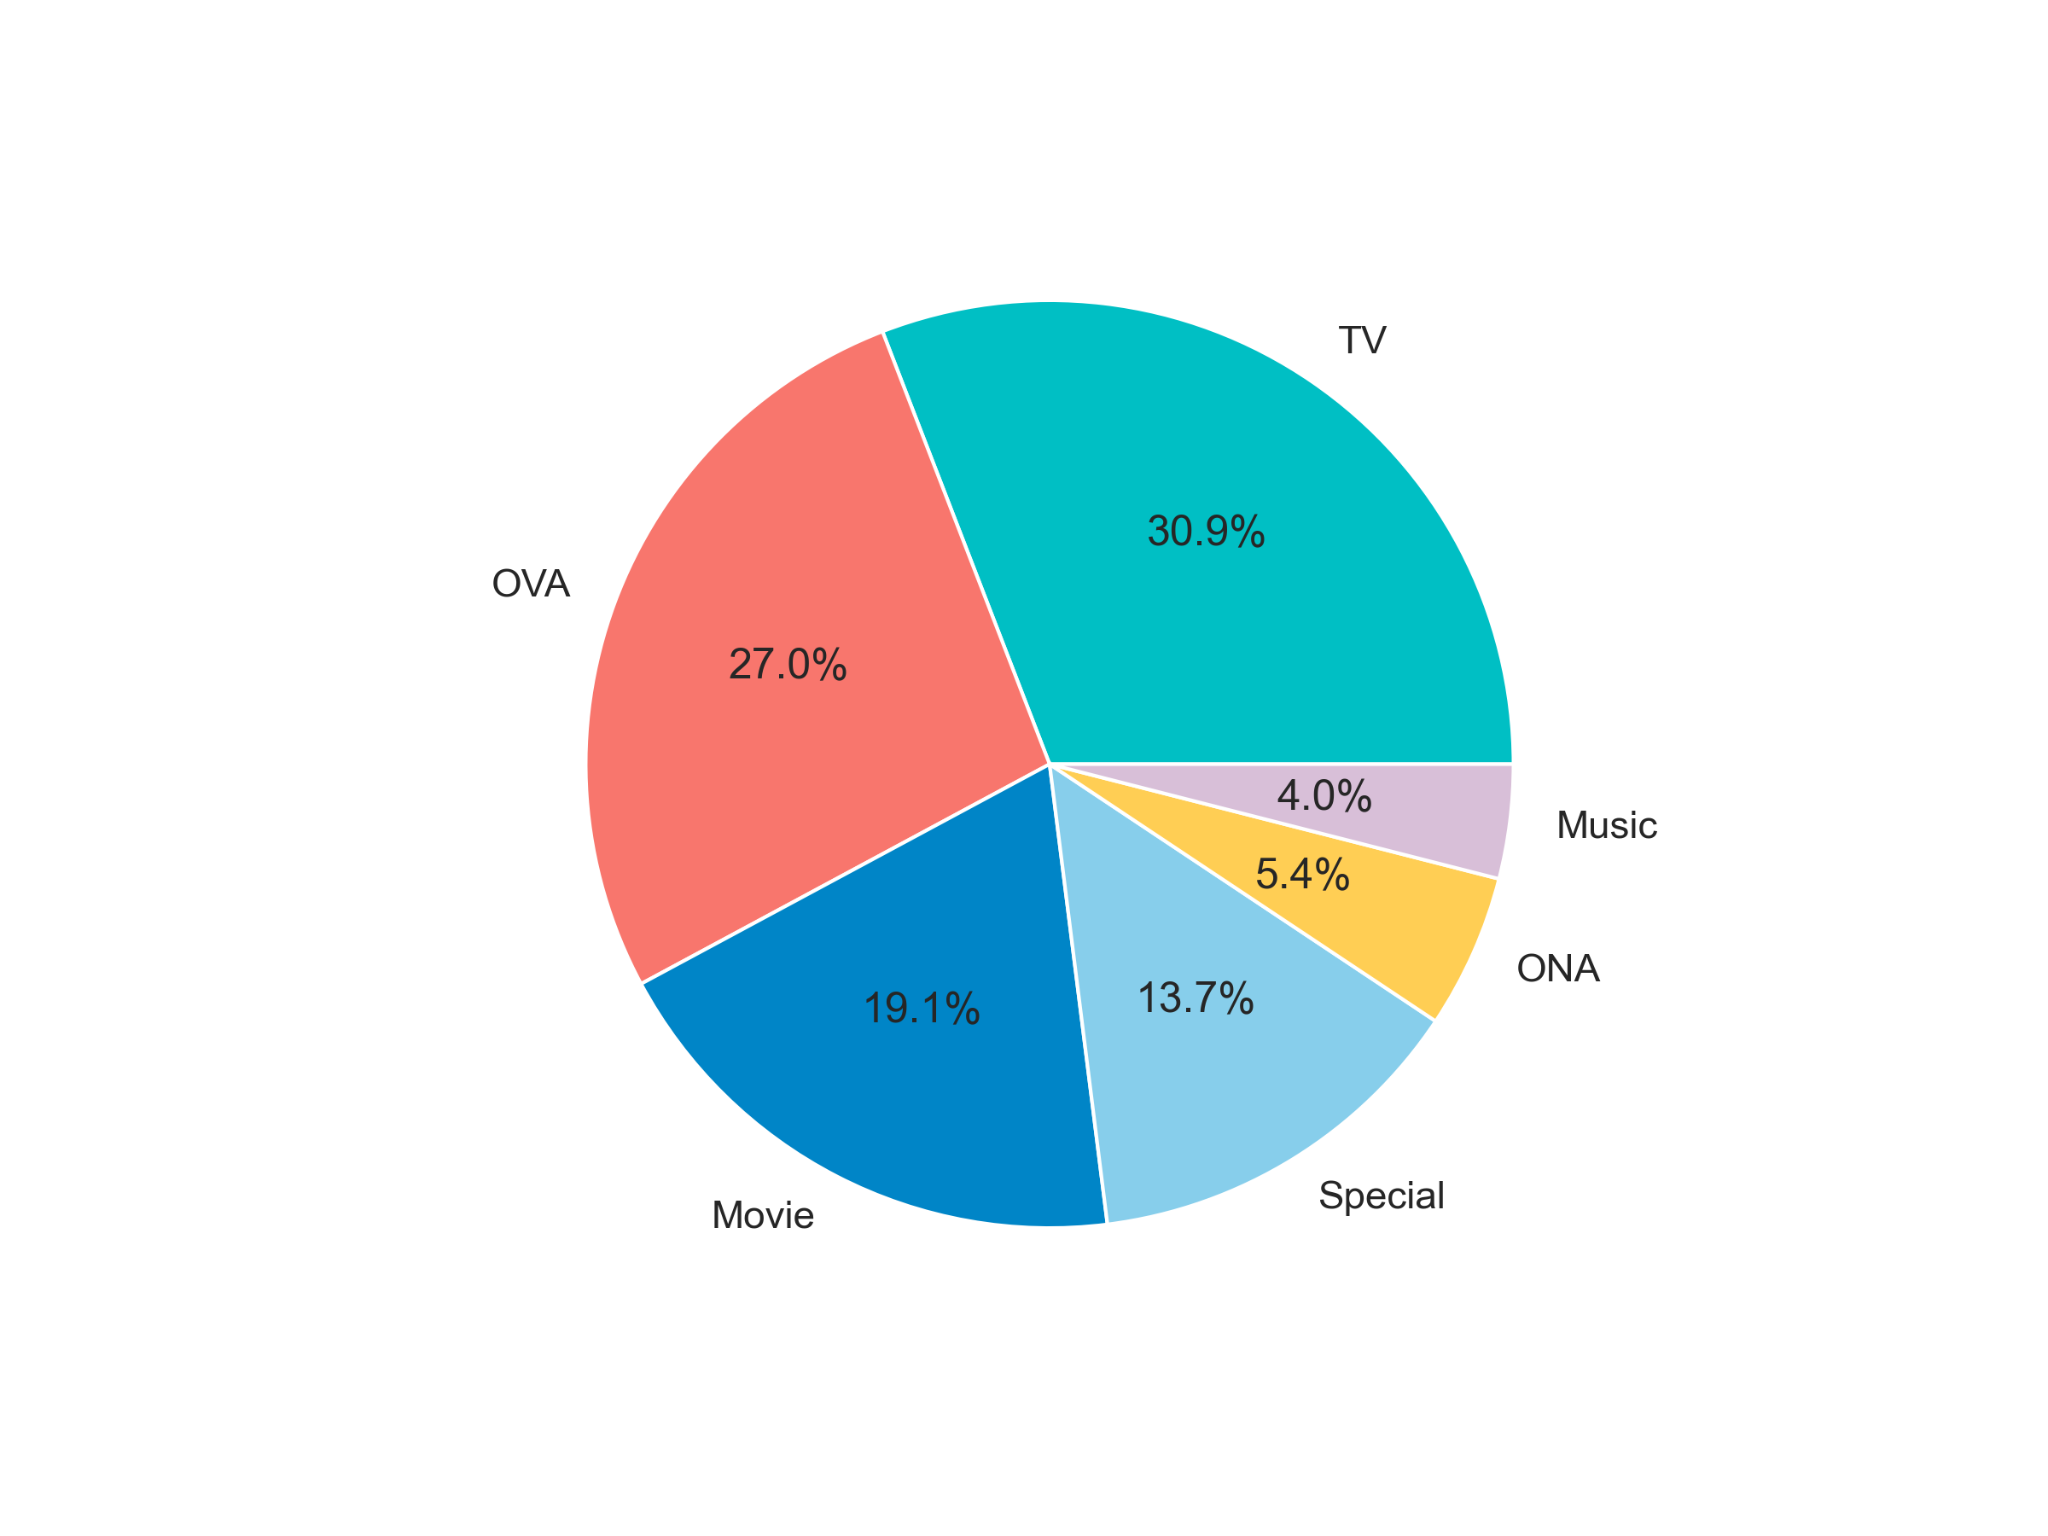 TV
30.9%
OVA
27.0%
4.0%
Music
5.4%
ONA
19.1%
13.7%
Special
Movie